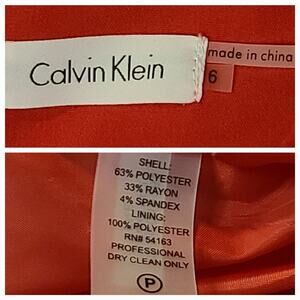 Calvin Klein
made in china
6
SHELL:
63% POLYESTER
33% RAYON
4% SPANDEX
LINING:
100% POLYESTER
RN# 54163
PROFESSIONAL
DRY CLEAN ONLY
P